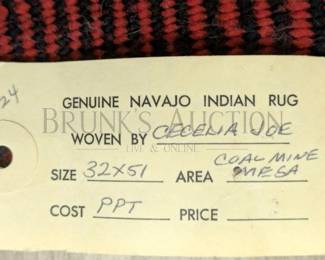 24
GENUINE NAVAJO INDIAN RUG
BRUNK'S AUCTION
LIVE & ONLINE
WOVEN BY CECELIA JOE
SIZE 32X51 AREA COAL MINE MESA
COST PPT PRICE